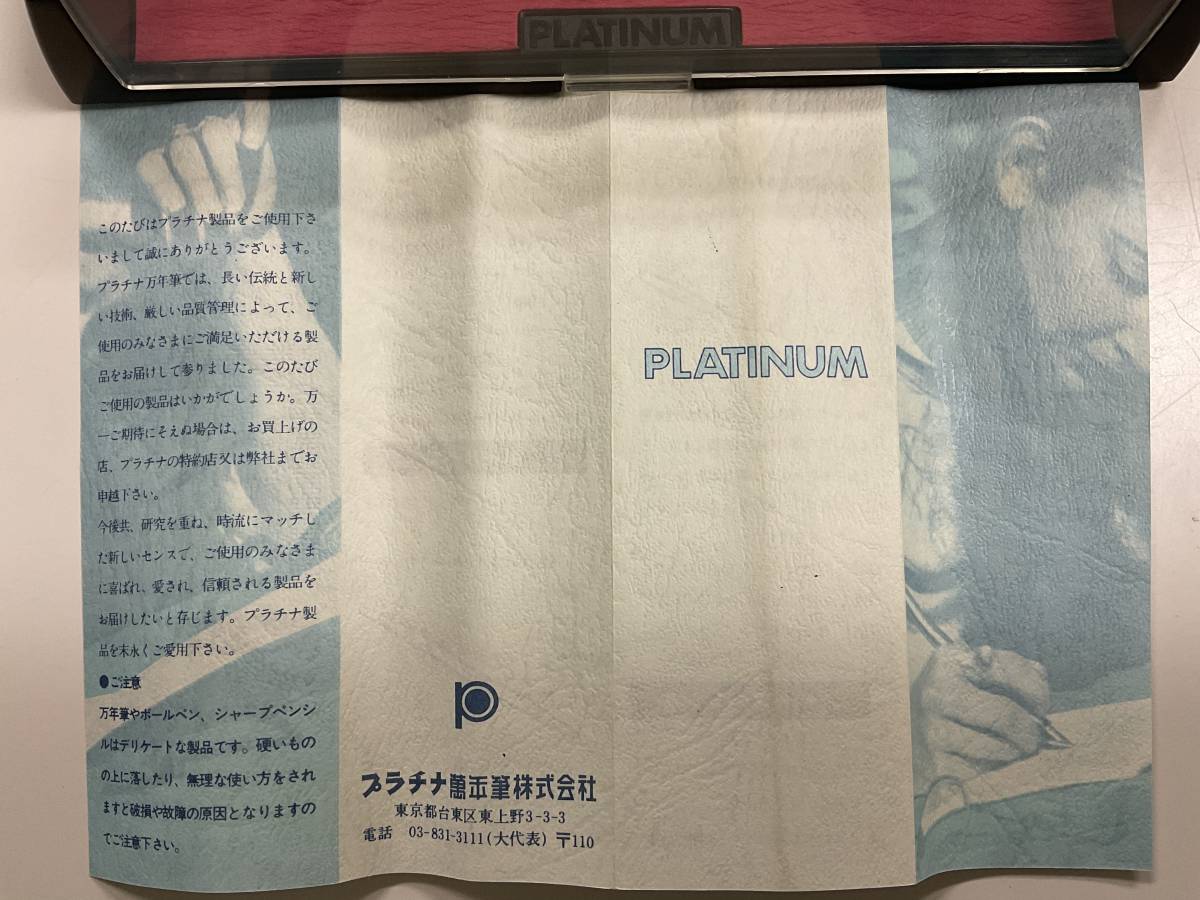 PLATINUM
このたびはプラチナ製品をご使用下さ
いまして誠にありがとうございます。
プラチナ万年筆では、長い伝統と新し
い技術、厳しい品質管理によって、ご
使用のみなさまにご満足いただける製
品をお届けして参りました。このたび
ご使用の製品はいかがでしょうか。万
一ご期待にそえぬ場合は、お買上げの
店、プラチナの特約店又は弊社までお
申越下さい。
今後共、研究を重ね、時流にマッチし
た新しいセンスで、ご使用のみなさま
に喜ばれ、愛され、信頼される製品を
お届けしたいと存じます。プラチナ製
品を末永くご愛用下さい。
●ご注意
万年筆やボールペン、シャープペンシ
ルはデリケートな製品です。硬いもの
の上に落したり、無理な使い方をされ
ますと破損や故障の原因となりますの
でご注意下さい。
プラチナ萬年筆株式会社
東京都台東区東上野3-3-3
電話 03-831-3111(大代表) 〒110
PLATINUM